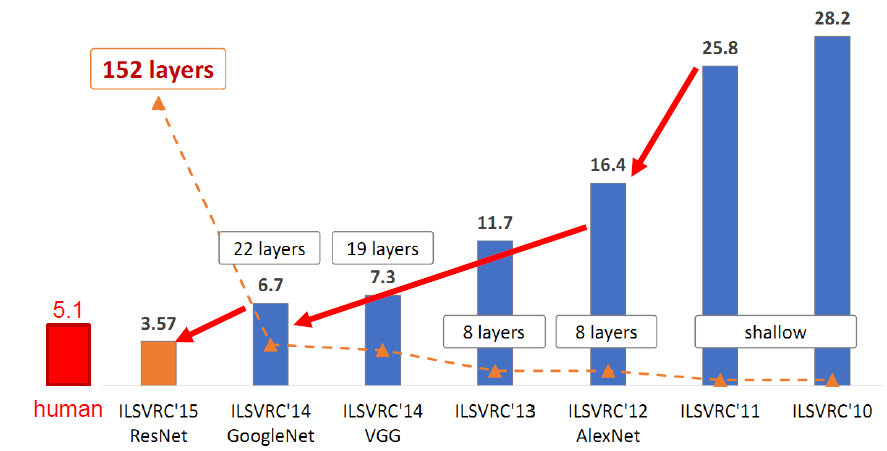 28.2
25.8
152 layers
16.4
11.7
22 layers
19 layers
6.7
7.3
5.1
3.57
8 layers
8 layers
shallow
human
ILSVRC'15
ResNet
ILSVRC'14
GoogleNet
ILSVRC'14
VGG
ILSVRC'13
ILSVRC'12
AlexNet
ILSVRC'11
ILSVRC'10